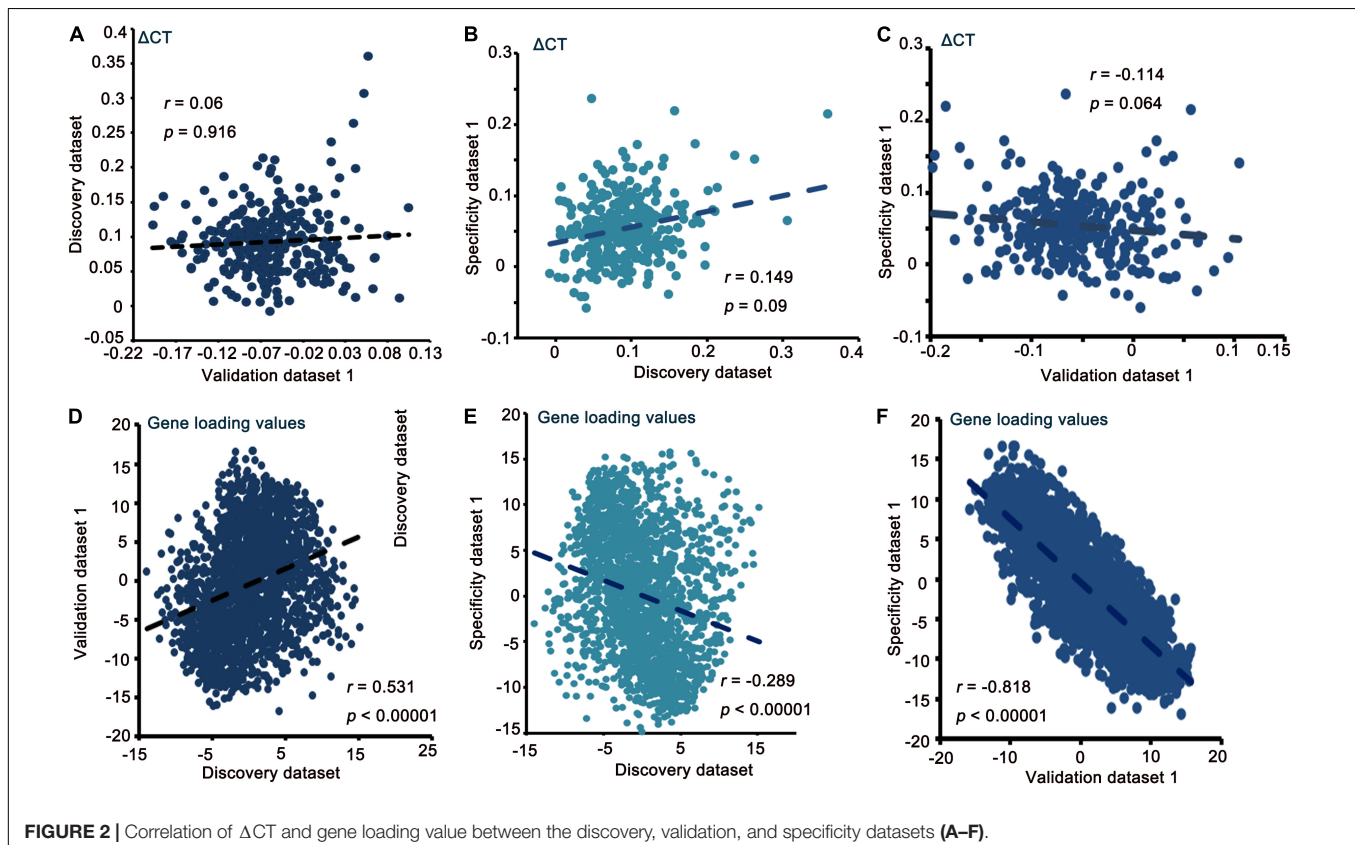 A
ΔCT
0.4
0.35
0.3
0.25
0.2
0.15
0.1
0.05
0
-0.05
Discovery dataset
r = 0.06
p = 0.916
-0.22 -0.17 -0.12 -0.07 -0.02 0.03 0.08 0.13
Validation dataset 1
B
ΔCT
0.3
0.2
0.1
0
-0.1
Specificity dataset 1
r = 0.149
p = 0.09
0 0.1 0.2 0.3 0.4
Discovery dataset
C
ΔCT
0.3
0.2
0.1
0
-0.1
Specificity dataset 1
r = -0.114
p = 0.064
-0.2 -0.1 0 0.1 0.15
Validation dataset 1
D
Gene loading values
20
15
10
5
0
-5
-10
-15
-20
Validation dataset 1
Discovery dataset
r = 0.531
p < 0.00001
-15 -5 5 15 25
Discovery dataset
E
Gene loading values
20
15
10
5
0
-5
-10
-15
Specificity dataset 1
r = -0.289
p < 0.00001
-15 -5 5 15
Discovery dataset
F
Gene loading values
20
15
10
5
0
-5
-10
-15
-20
Specificity dataset 1
r = -0.818
p < 0.00001
-20 -10 0 10 20
Validation dataset 1
FIGURE 2 | Correlation of ΔCT and gene loading value between the discovery, validation, and specificity datasets (A–F).